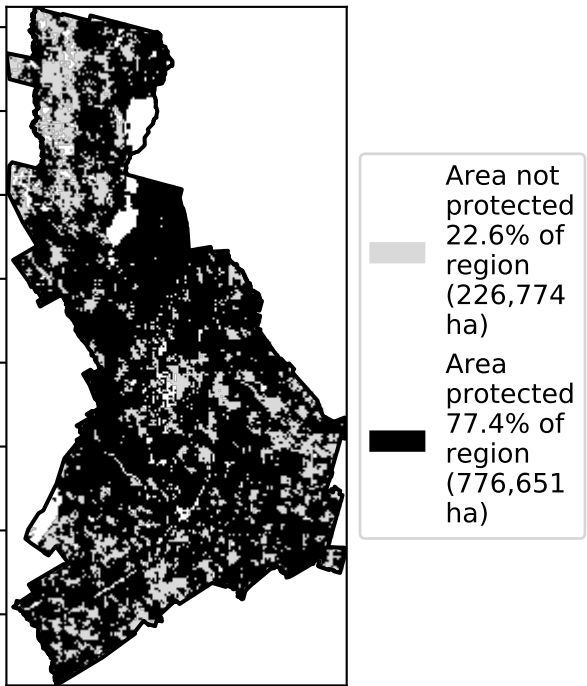 Area not
protected
22.6% of
region
(226,774
ha)
Area
protected
77.4% of
region
(776,651
ha)